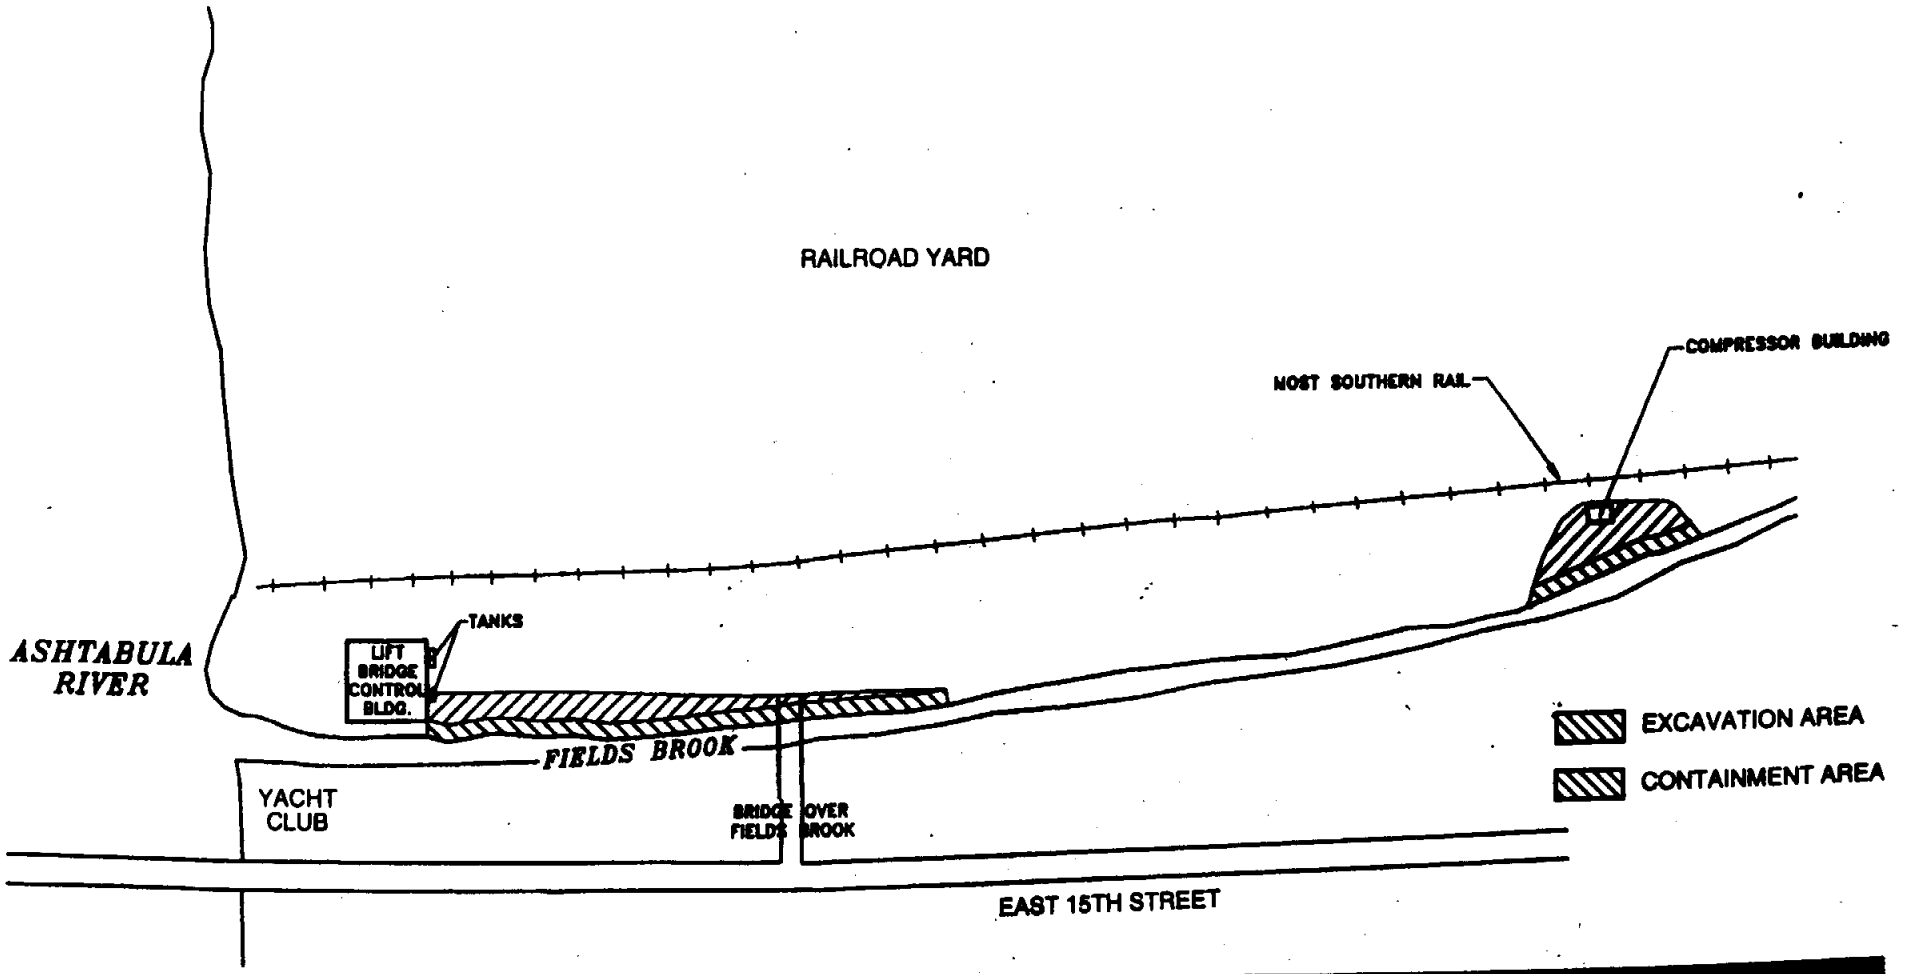 RAILROAD YARD
COMPRESSOR BUILDING
MOST SOUTHERN RAIL
TANKS
ASHTABULA
RIVER
LIFT
BRIDGE
CONTROL
BLDG.
FIELDS BROOK
EXCAVATION AREA
CONTAINMENT AREA
YACHT
CLUB
BRIDGE OVER
FIELDS BROOK
EAST 15TH STREET